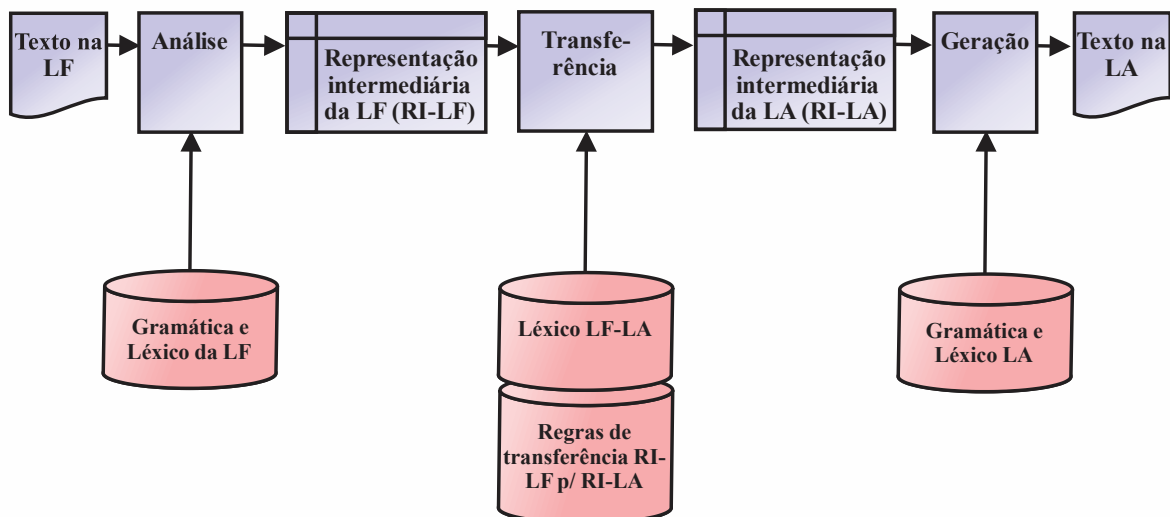 Texto na
LF
Análise
Representação
intermediária
da LF (RI-LF)
Transfe-
rência
Representação
intermediária
da LA (RI-LA)
Geração
Texto na
LA
Gramática e
Léxico da LF
Léxico LF-LA
Regras de
transferência RI-
LF p/ RI-LA
Gramática e
Léxico LA